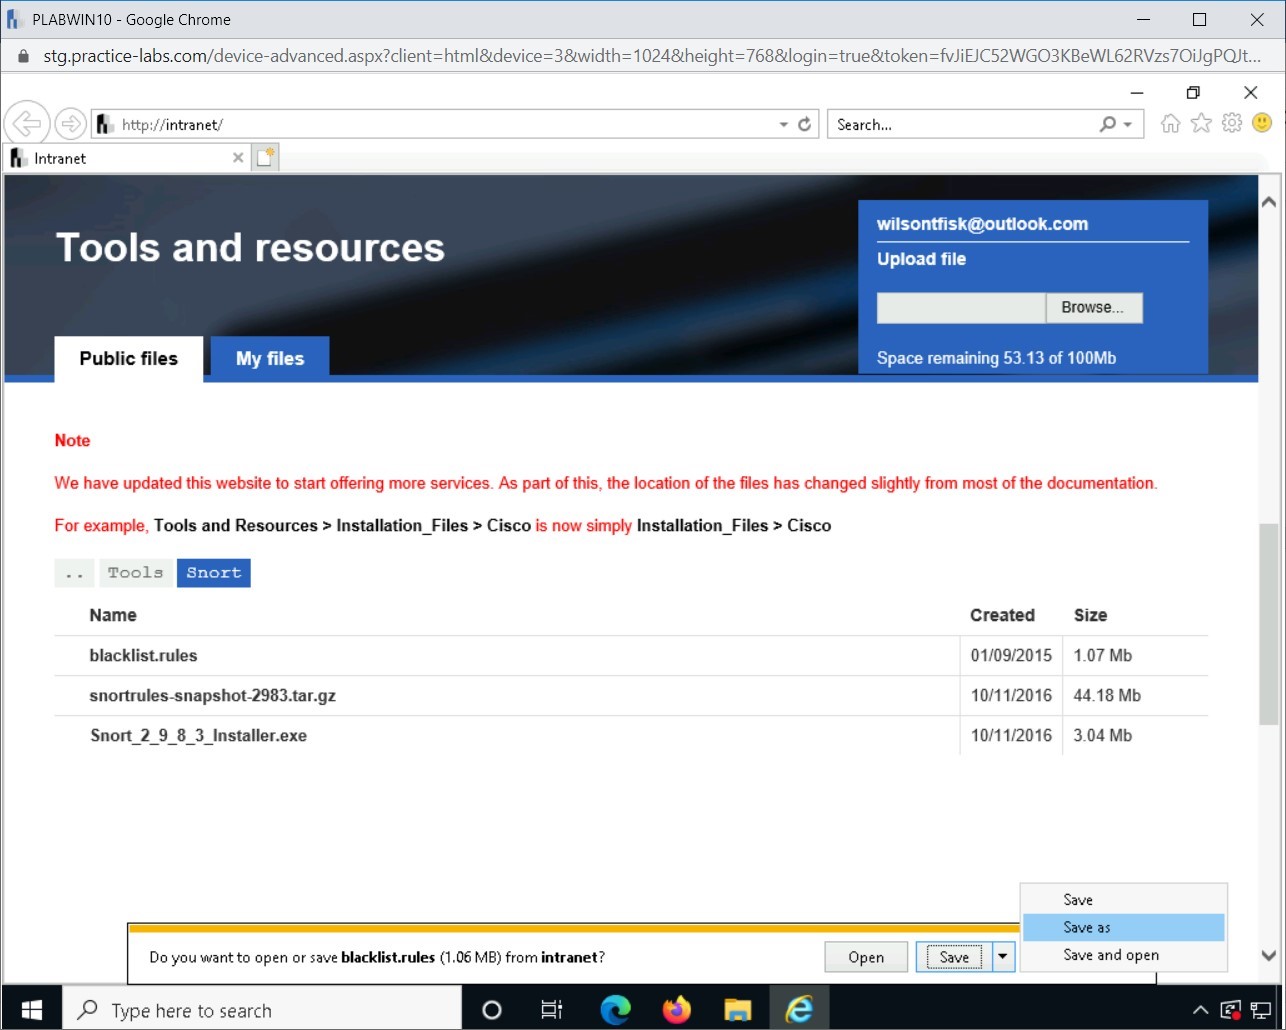 PLABWIN10 - Google Chrome
stg.practice-labs.com/device-advanced.aspx?client=html&device=3&width=1024&height=768&login=true&token=fvJiEJC52WGO3KBeWL62RVzs7OiJgPQJt...
http://intranet/
Search...
Intranet
Tools and resources
wilsontfisk@outlook.com
Upload file
Browse...
Space remaining 53.13 of 100Mb
Public files
My files
Note
We have updated this website to start offering more services. As part of this, the location of the files has changed slightly from most of the documentation.
For example, Tools and Resources > Installation_Files > Cisco is now simply Installation_Files > Cisco
.. Tools Snort
Name Created Size
blacklist.rules 01/09/2015 1.07 Mb
snortrules-snapshot-2983.tar.gz 10/11/2016 44.18 Mb
Snort_2_9_8_3_Installer.exe 10/11/2016 3.04 Mb
Save
Save as
Save and open
Do you want to open or save blacklist.rules (1.06 MB) from intranet?
Open
Save
Type here to search